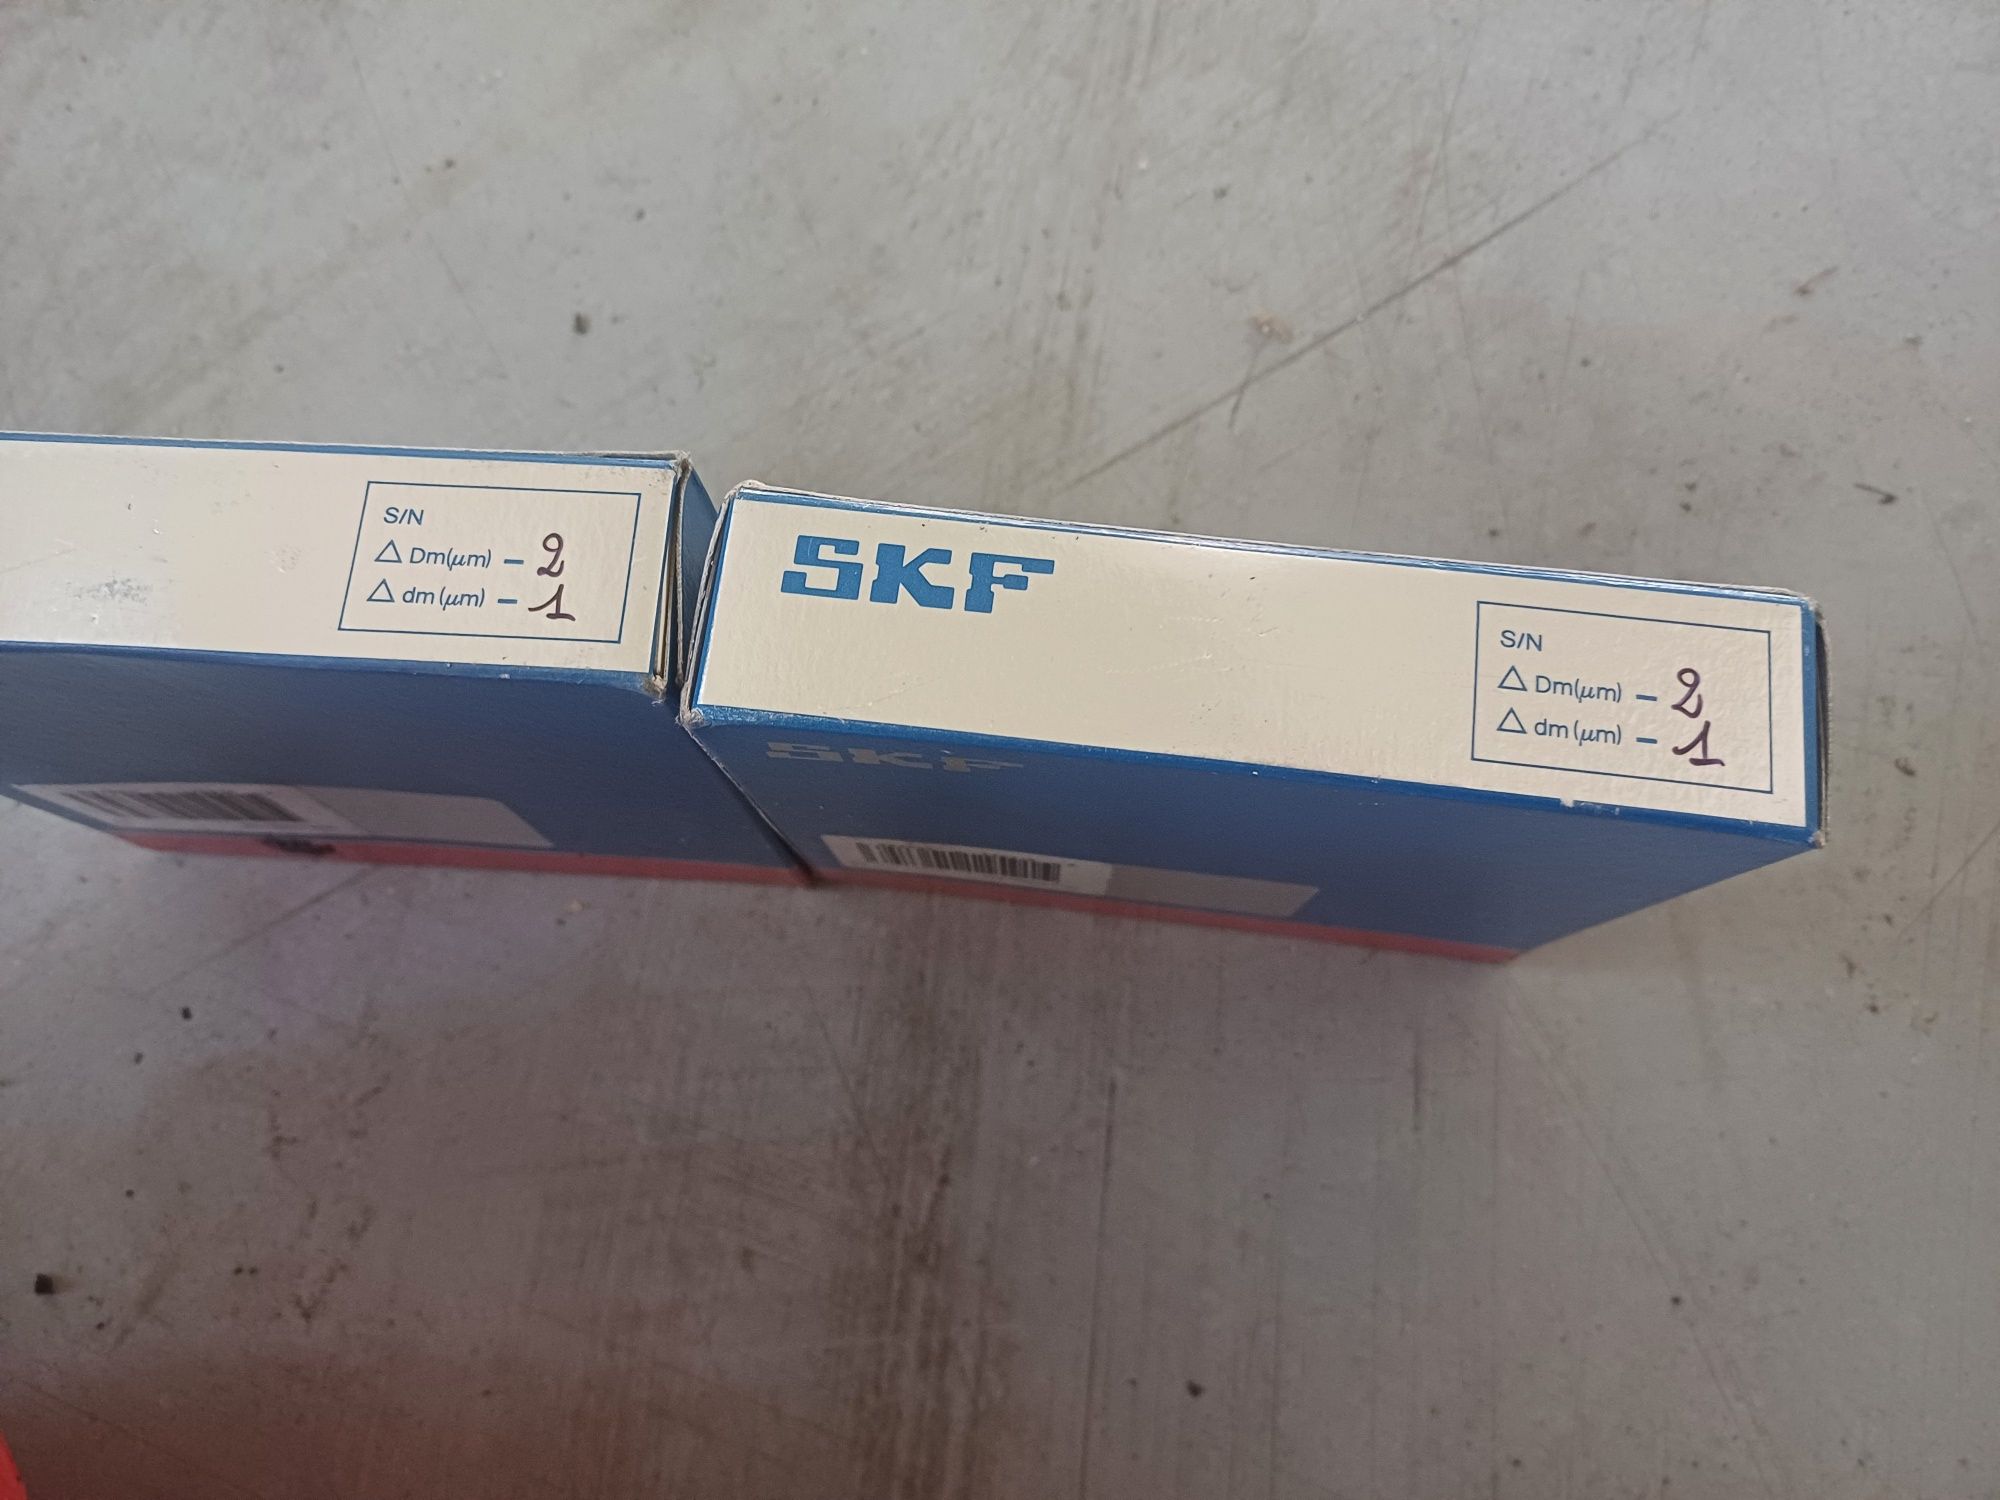 S/N
△ Dm(μm) – 2
△ dm (μm) – 1
SKF
S/N
△ Dm(μm) – 2
△ dm (μm) – 1
SKF